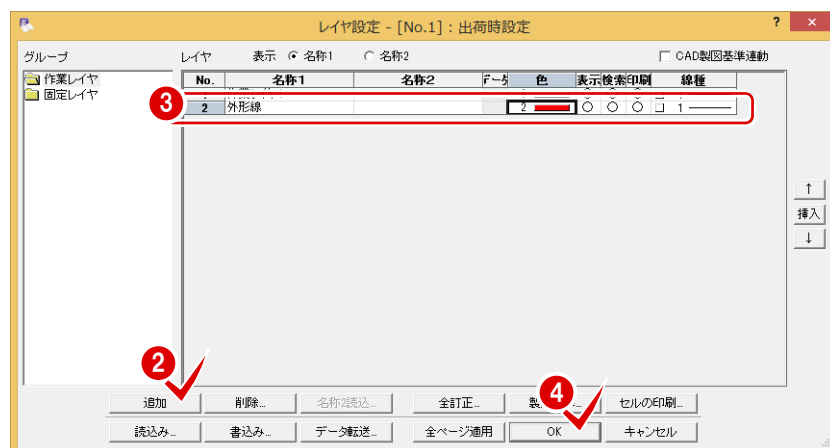 レイヤ設定 - [No.1] : 出荷時設定 ? ×
グループ レイヤ 表示 名称1 名称2 CAD製図基準連動
作業レイヤ
固定レイヤ
No. 名称1 名称2 データ 色 表示 検索 印刷 線種
2 外形線 2 ○ ○ ○ 1
3
↑
挿入
↓
2
4
追加 削除... 名称2読込... 全訂正... セルの印刷...
読込み... 書込み... データ転送... 全ページ適用 OK キャンセル